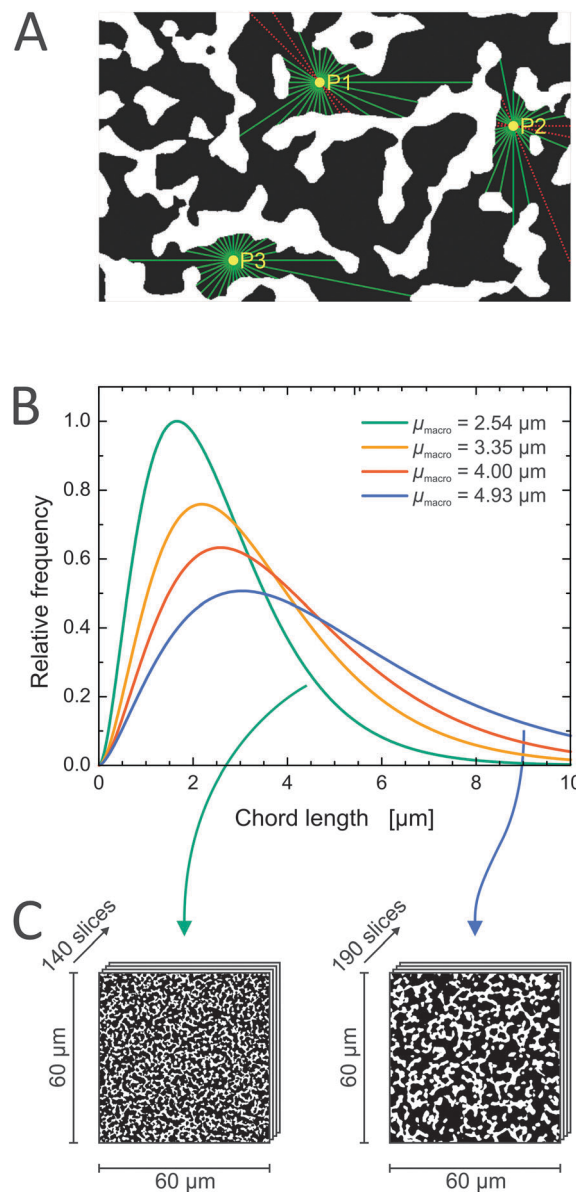 A
P1
P2
P3
B
1.0
0.8
0.6
0.4
0.2
0.0
Relative frequency
μmacro = 2.54 μm
μmacro = 3.35 μm
μmacro = 4.00 μm
μmacro = 4.93 μm
0 2 4 6 8 10
Chord length [μm]
C
140 slices
60 μm
60 μm
190 slices
60 μm
60 μm